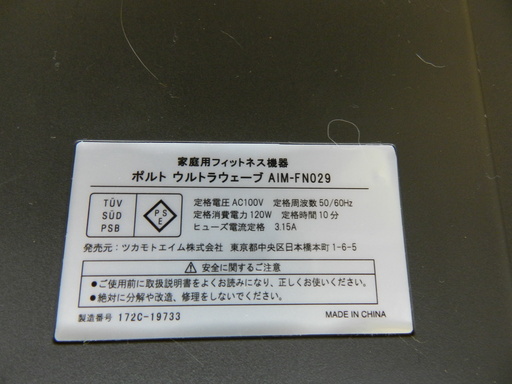 家庭用フィットネス機器
ボルト ウルトラウェーブ AIM-FN029
TÜV
SÜD
PSB
PS
E
定格電圧 AC100V 定格周波数 50/60Hz
定格消費電力 120W 定格時間 10分
ヒューズ電流定格 3.15A
発売元：ツカモトエイム株式会社 東京都中央区日本橋本町1-6-5
⚠ 安全に関するご注意
●ご使用前に取扱説明書をよくお読みになり、正しくお使いください。
●絶対に分解や改造、修理をしないでください。
製造番号 172C-19733
MADE IN CHINA